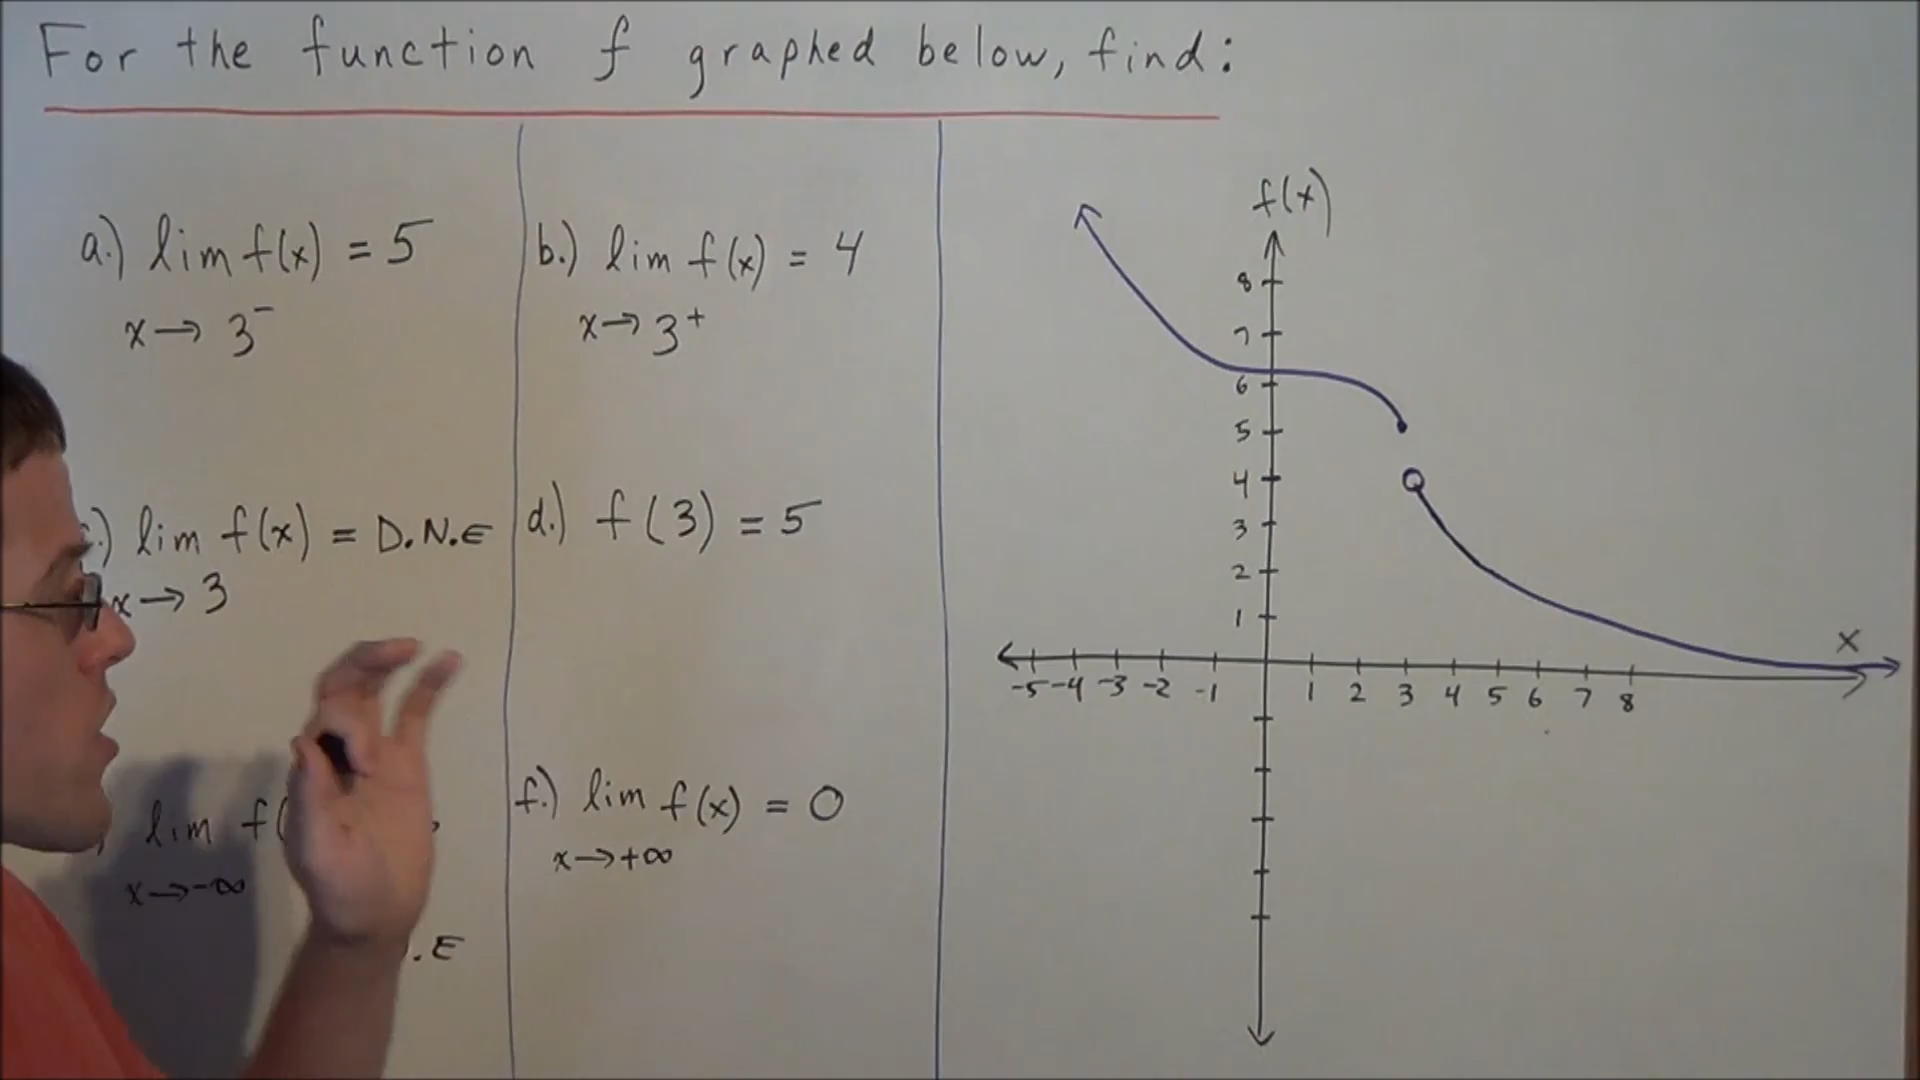 For the function f graphed below, find:
a.) lim f(x) = 5
x → 3⁻
b.) lim f(x) = 4
x → 3⁺
) lim f(x) = D.N.E
x → 3
d.) f(3) = 5
lim f(
x → -∞
.E
f.) lim f(x) = 0
x → +∞
f(x)
8
7
6
5
4
3
2
1
x
-5 -4 -3 -2 -1 1 2 3 4 5 6 7 8